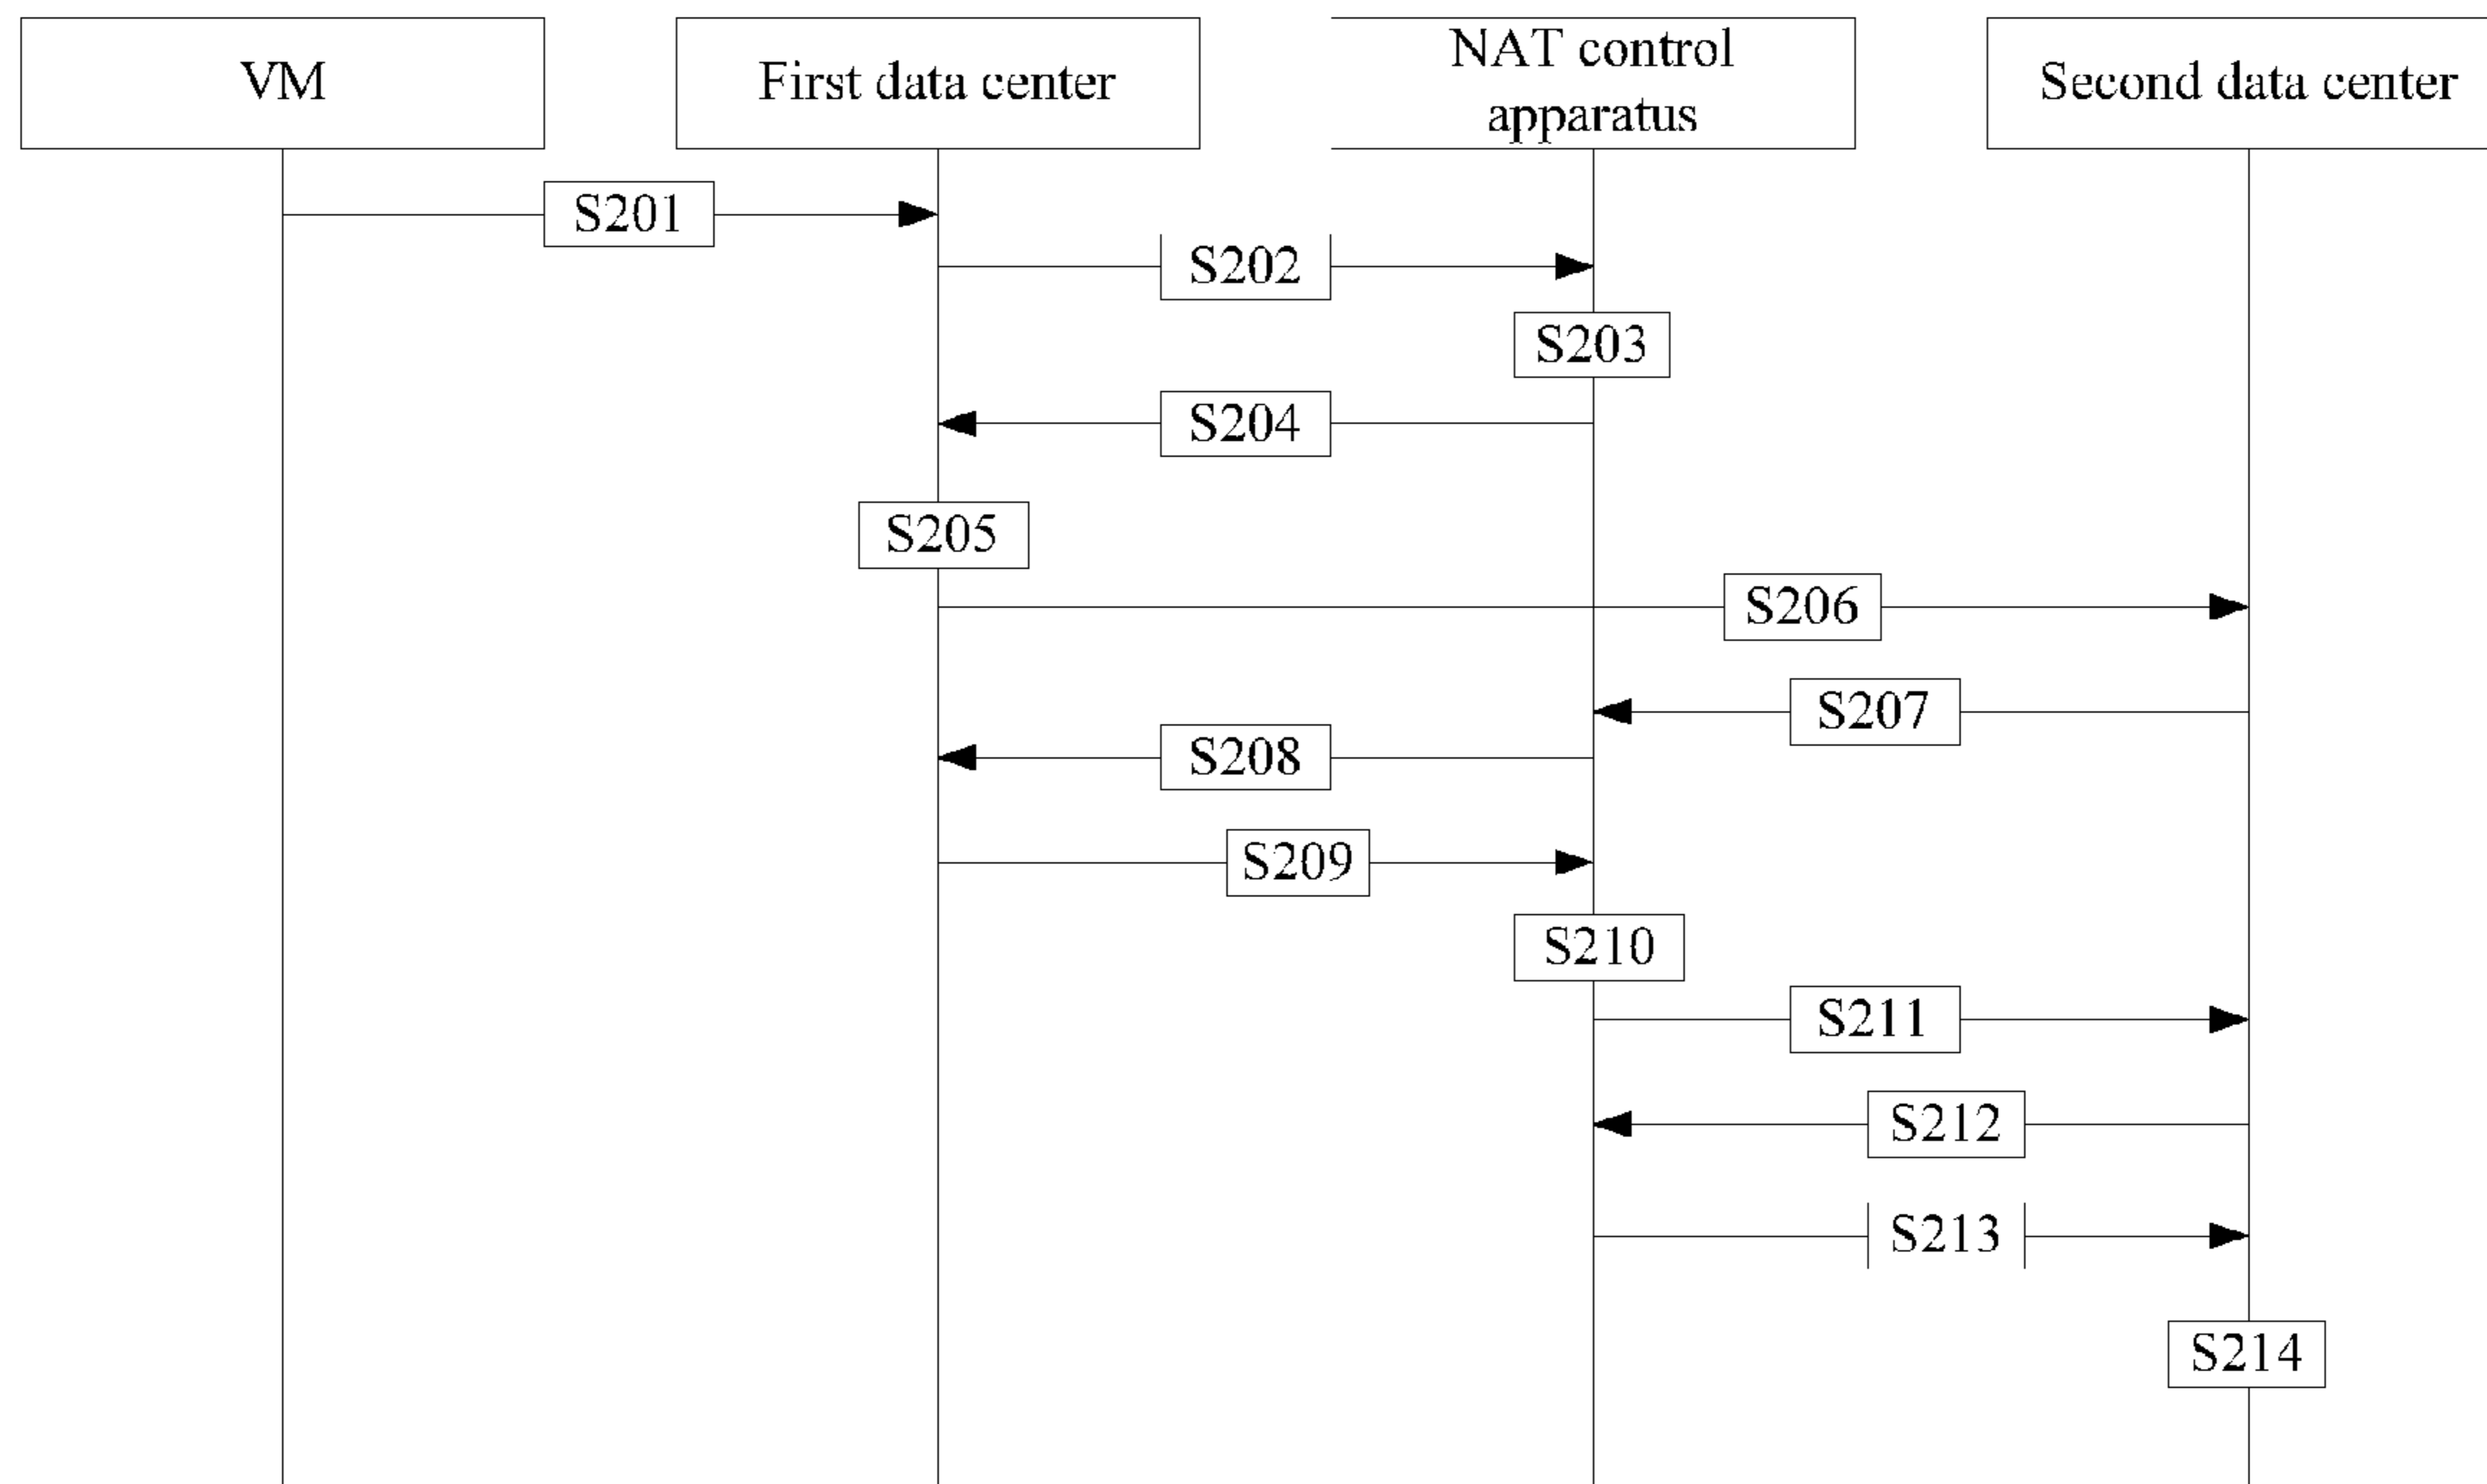 VM
First data center
NAT control
apparatus
Second data center
S201
S202
S203
S204
S205
S206
S207
S208
S209
S210
S211
S212
S213
S214